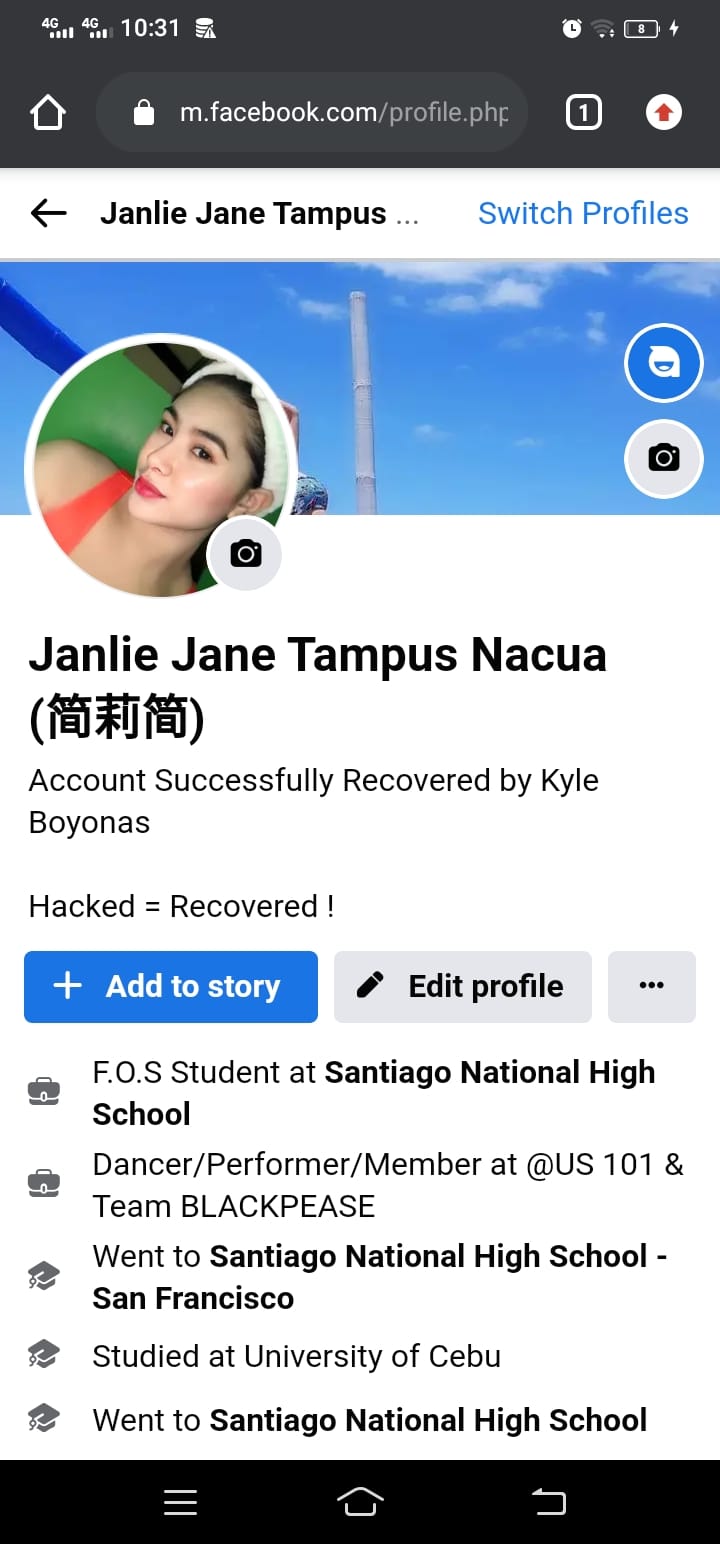 4G 4G 10:31 8
m.facebook.com/profile.php 1
Janlie Jane Tampus ... Switch Profiles
Janlie Jane Tampus Nacua
(简莉简)
Account Successfully Recovered by Kyle
Boyonas
Hacked = Recovered !
Add to story Edit profile
F.O.S Student at Santiago National High
School
Dancer/Performer/Member at @US 101 &
Team BLACKPEASE
Went to Santiago National High School -
San Francisco
Studied at University of Cebu
Went to Santiago National High School